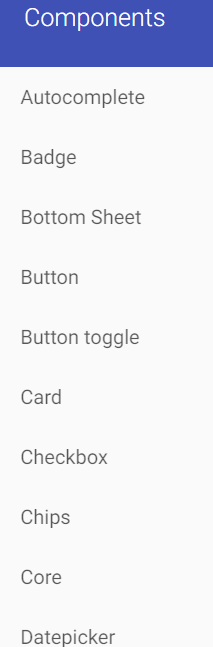 Components
Autocomplete
Badge
Bottom Sheet
Button
Button toggle
Card
Checkbox
Chips
Core
Datepicker